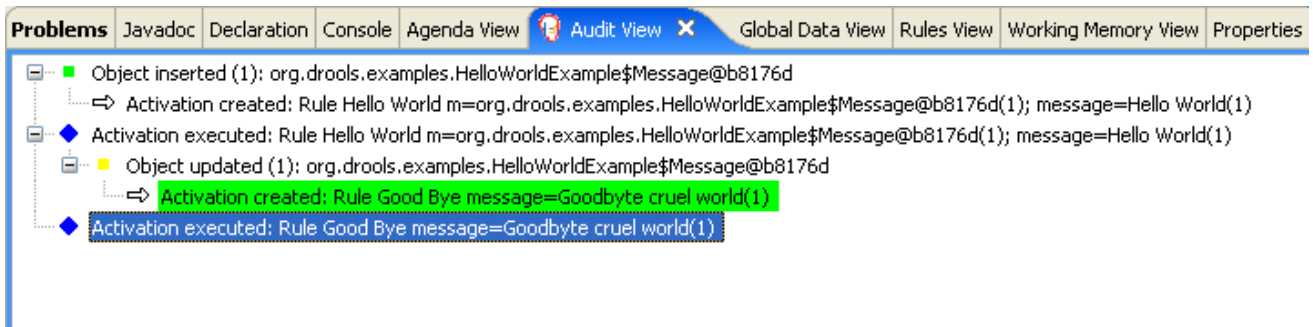 Problems Javadoc Declaration Console Agenda View Audit View Global Data View Rules View Working Memory View Properties
Object inserted (1): org.drools.examples.HelloWorldExample$Message@b8176d
Activation created: Rule Hello World m=org.drools.examples.HelloWorldExample$Message@b8176d(1); message=Hello World(1)
Activation executed: Rule Hello World m=org.drools.examples.HelloWorldExample$Message@b8176d(1); message=Hello World(1)
Object updated (1): org.drools.examples.HelloWorldExample$Message@b8176d
Activation created: Rule Good Bye message=Goodbyte cruel world(1)
Activation executed: Rule Good Bye message=Goodbyte cruel world(1)